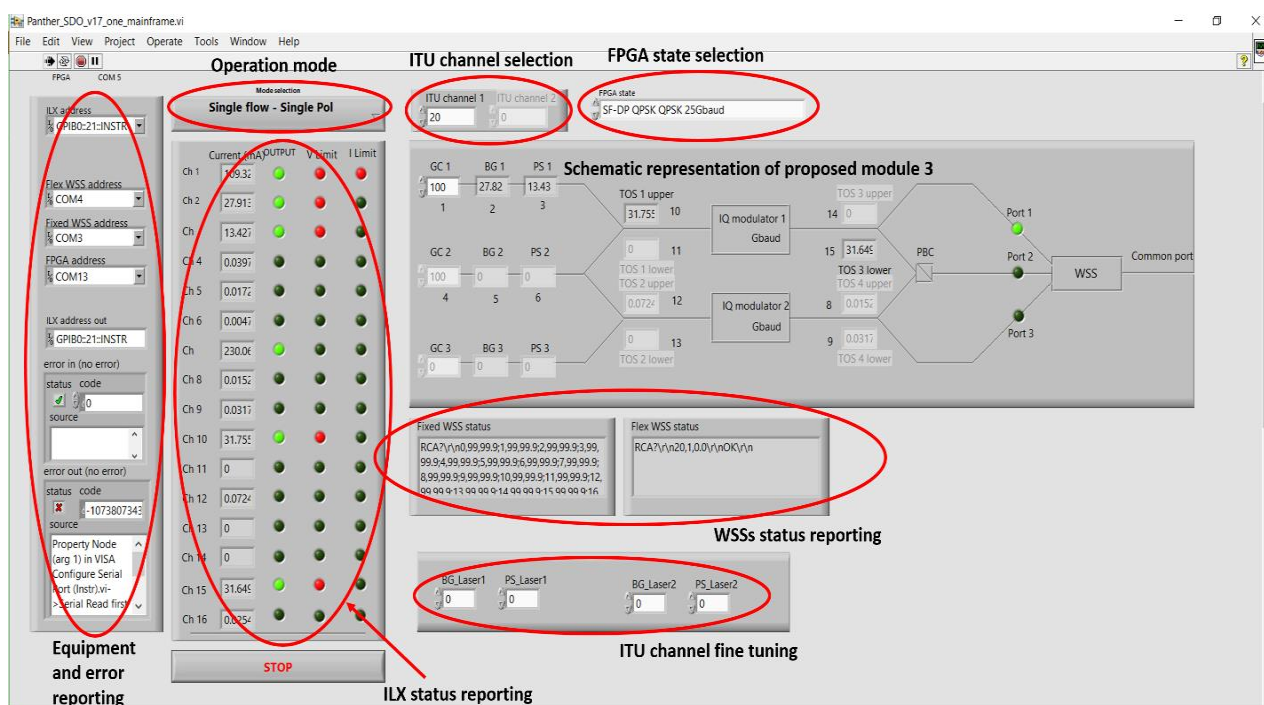 Panther_SDO_v17_one_mainframe.vi
File Edit View Project Operate Tools Window Help
FPGA COM 5
Operation mode
ITU channel selection
FPGA state selection
Mode selection
Single flow - Single Pol
ITU channel 1 ITU channel 2
20 0
FPGA state
SF-DP QPSK QPSK 25Gbaud
ILX address
GPIB0::21::INSTR
Flex WSS address
COM4
Fixed WSS address
COM3
FPGA address
COM13
ILX address out
GPIB0::21::INSTR
error in (no error)
status code
0
source
error out (no error)
status code
-1073807343
source
Property Node
(arg 1) in VISA
Configure Serial
Port (Instr).vi-
>Serial Read first
Equipment
and error
reporting
Current (mA) OUTPUT V Limit I Limit
Ch 1 109.32
Ch 2 27.913
Ch 13.427
Ch 4 0.0397
Ch 5 0.0172
Ch 6 0.0047
Ch 230.06
Ch 8 0.0152
Ch 9 0.0317
Ch 10 31.755
Ch 11 0
Ch 12 0.0724
Ch 13 0
Ch 14 0
Ch 15 31.649
Ch 16 0.0254
STOP
ILX status reporting
Schematic representation of proposed module 3
GC 1 BG 1 PS 1
100 27.82 13.43
1 2 3
GC 2 BG 2 PS 2
100 0 0
4 5 6
GC 3 BG 3 PS 3
0 0 0
TOS 1 upper
31.755 10
0 11
TOS 1 lower
TOS 2 upper
0.0724 12
0 13
TOS 2 lower
IQ modulator 1
Gbaud
IQ modulator 2
Gbaud
TOS 3 upper
14 0
15 31.649
TOS 3 lower
TOS 4 upper
8 0.0152
9 0.0317
TOS 4 lower
PBC
Port 1
Port 2
Port 3
WSS
Common port
Fixed WSS status
RCA?\r\n0,99,99.9;1,99,99.9;2,99,99.9;3,99,
99.9;4,99,99.9;5,99,99.9;6,99,99.9;7,99,99.9;
8,99,99.9;9,99,99.9;10,99,99.9;11,99,99.9;12,
99,99.9;13,99,99.9;14,99,99.9;15,99,99.9;16
Flex WSS status
RCA?\r\n20,1,0.0\r\nOK\r\n
WSSs status reporting
BG_Laser1 PS_Laser1 BG_Laser2 PS_Laser2
0 0 0 0
ITU channel fine tuning